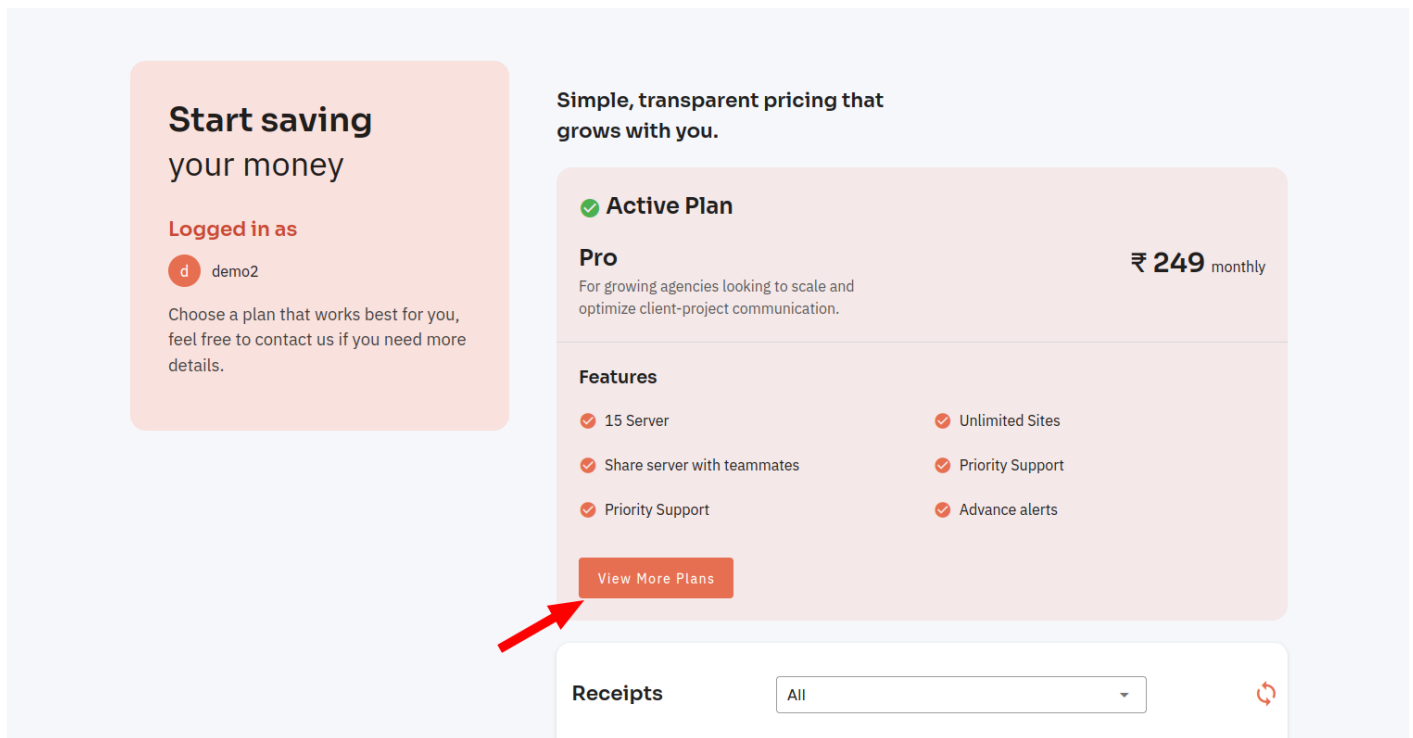 Start saving
your money
Logged in as
d demo2
Choose a plan that works best for you,
feel free to contact us if you need more
details.
Simple, transparent pricing that
grows with you.
Active Plan
Pro
₹ 249 monthly
For growing agencies looking to scale and
optimize client-project communication.
Features
15 Server
Unlimited Sites
Share server with teammates
Priority Support
Priority Support
Advance alerts
View More Plans
Receipts
All